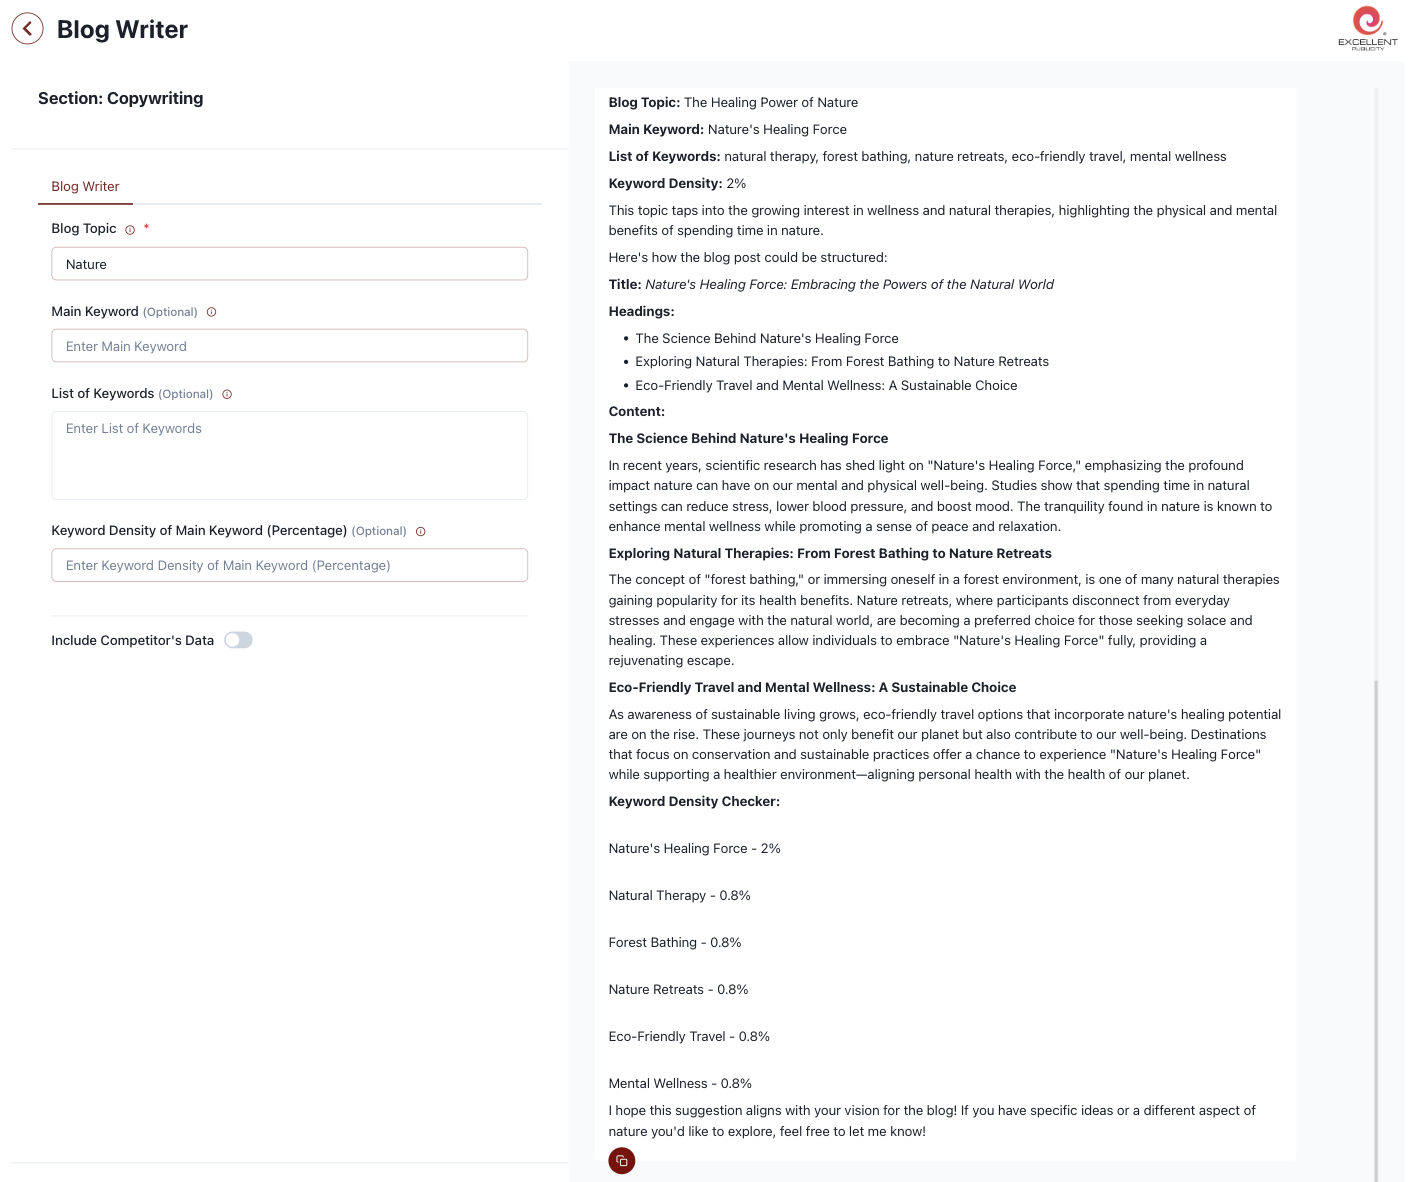 Blog Writer
EXCELLENT
PUBLICITY
Section: Copywriting
Blog Writer
Blog Topic *
Nature
Main Keyword (Optional)
Enter Main Keyword
List of Keywords (Optional)
Enter List of Keywords
Keyword Density of Main Keyword (Percentage) (Optional)
Enter Keyword Density of Main Keyword (Percentage)
Include Competitor's Data
Blog Topic: The Healing Power of Nature
Main Keyword: Nature's Healing Force
List of Keywords: natural therapy, forest bathing, nature retreats, eco-friendly travel, mental wellness
Keyword Density: 2%
This topic taps into the growing interest in wellness and natural therapies, highlighting the physical and mental
benefits of spending time in nature.
Here's how the blog post could be structured:
Title: Nature's Healing Force: Embracing the Powers of the Natural World
Headings:
• The Science Behind Nature's Healing Force
• Exploring Natural Therapies: From Forest Bathing to Nature Retreats
• Eco-Friendly Travel and Mental Wellness: A Sustainable Choice
Content:
The Science Behind Nature's Healing Force
In recent years, scientific research has shed light on "Nature's Healing Force," emphasizing the profound
impact nature can have on our mental and physical well-being. Studies show that spending time in natural
settings can reduce stress, lower blood pressure, and boost mood. The tranquility found in nature is known to
enhance mental wellness while promoting a sense of peace and relaxation.
Exploring Natural Therapies: From Forest Bathing to Nature Retreats
The concept of "forest bathing," or immersing oneself in a forest environment, is one of many natural therapies
gaining popularity for its health benefits. Nature retreats, where participants disconnect from everyday
stresses and engage with the natural world, are becoming a preferred choice for those seeking solace and
healing. These experiences allow individuals to embrace "Nature's Healing Force" fully, providing a
rejuvenating escape.
Eco-Friendly Travel and Mental Wellness: A Sustainable Choice
As awareness of sustainable living grows, eco-friendly travel options that incorporate nature's healing potential
are on the rise. These journeys not only benefit our planet but also contribute to our well-being. Destinations
that focus on conservation and sustainable practices offer a chance to experience "Nature's Healing Force"
while supporting a healthier environment—aligning personal health with the health of our planet.
Keyword Density Checker:
Nature's Healing Force - 2%
Natural Therapy - 0.8%
Forest Bathing - 0.8%
Nature Retreats - 0.8%
Eco-Friendly Travel - 0.8%
Mental Wellness - 0.8%
I hope this suggestion aligns with your vision for the blog! If you have specific ideas or a different aspect of
nature you'd like to explore, feel free to let me know!